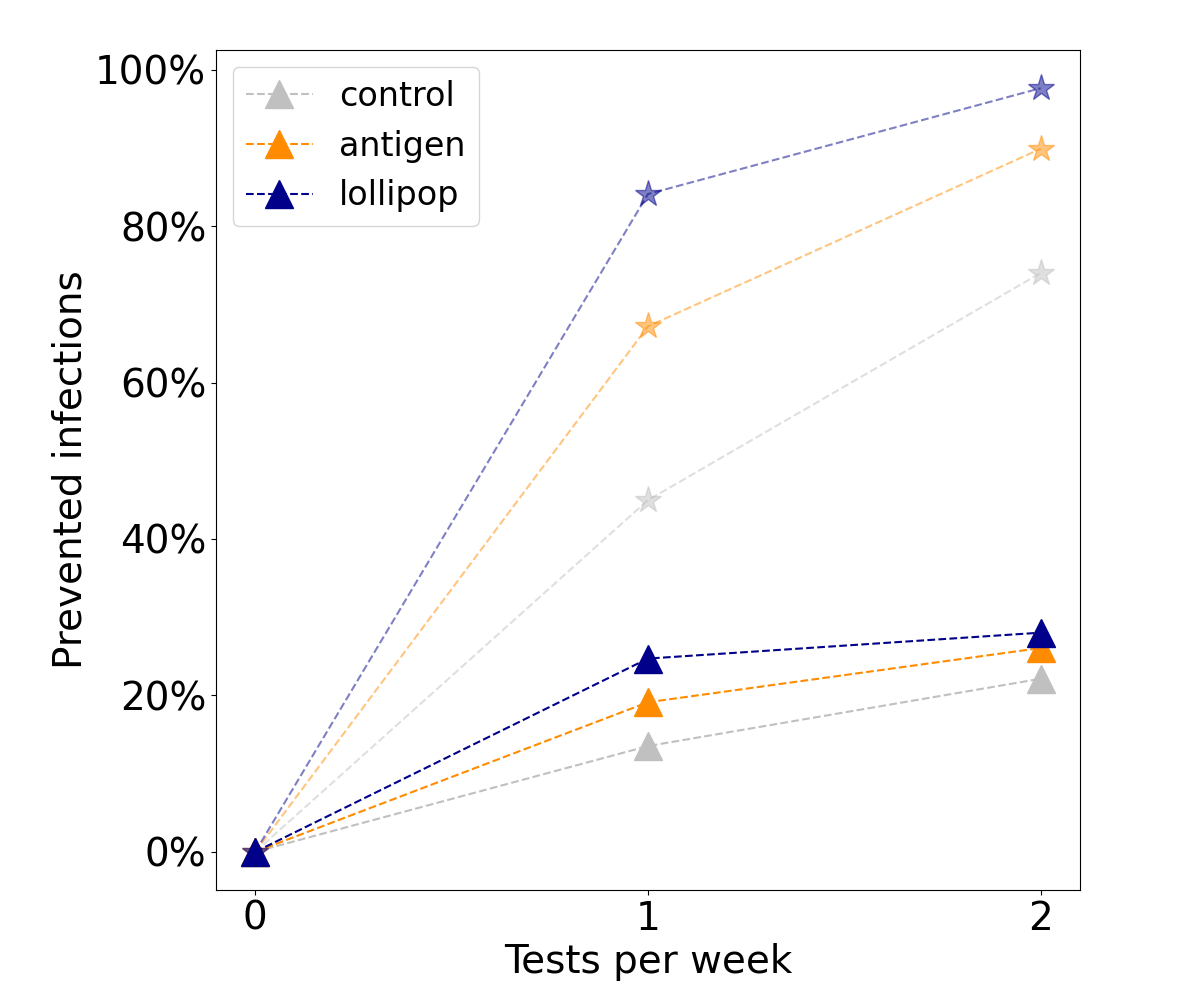 100%
80%
60%
40%
20%
0%
Prevented infections
control
antigen
lollipop
0
1
2
Tests per week